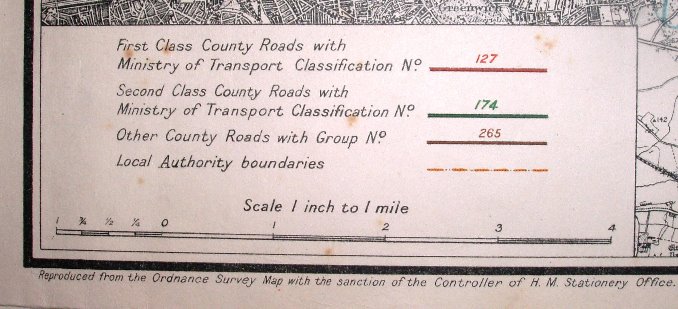 Greenwich
First Class County Roads with
Ministry of Transport Classification Nº 127
Second Class County Roads with
Ministry of Transport Classification Nº 174
Other County Roads with Group Nº 265
Local Authority boundaries
Scale 1 inch to 1 mile
1 ¾ ½ ¼ 0 1 2 3 4
142
Reproduced from the Ordnance Survey Map with the sanction of the Controller of H. M. Stationery Office.